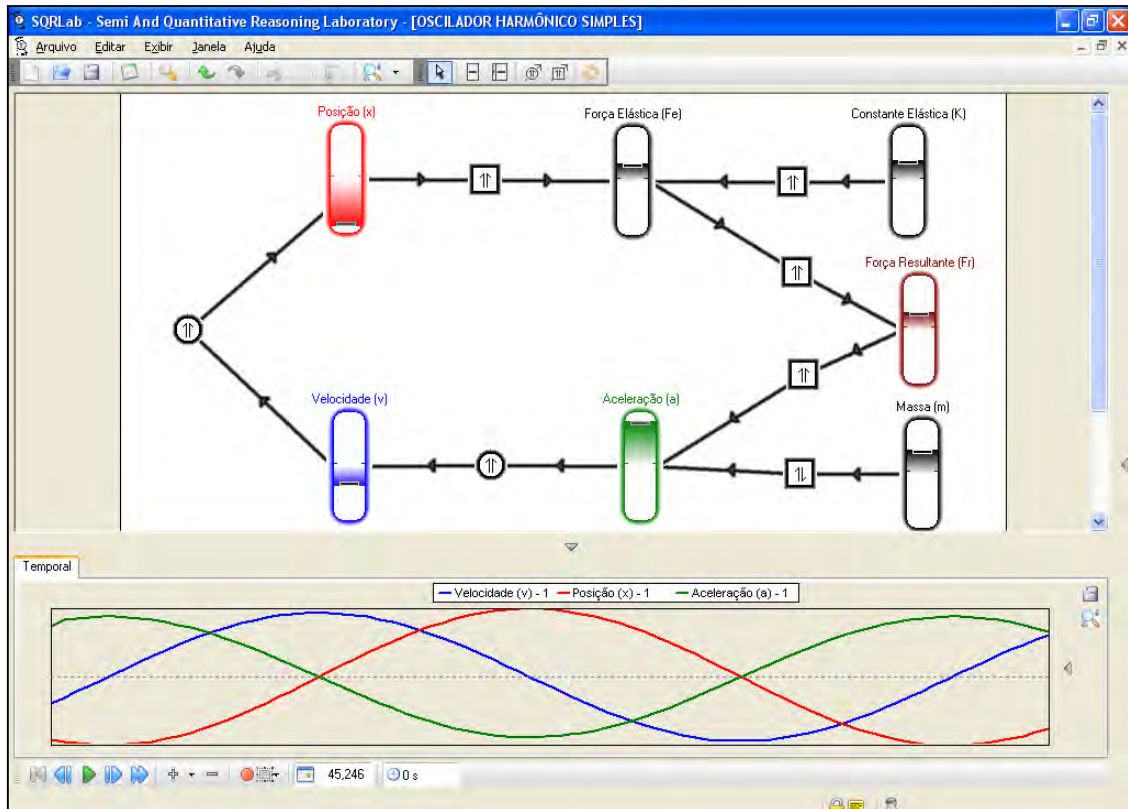 SQRLab - Semi And Quantitative Reasoning Laboratory - [OSCILADOR HARMÔNICO SIMPLES]
Arquivo Editar Exibir Janela Ajuda
Posição (x)
Força Elástica (Fe)
Constante Elástica (K)
Força Resultante (Fr)
Velocidade (v)
Aceleração (a)
Massa (m)
Temporal
Velocidade (v) - 1 Posição (x) - 1 Aceleração (a) - 1
45,246 0 s